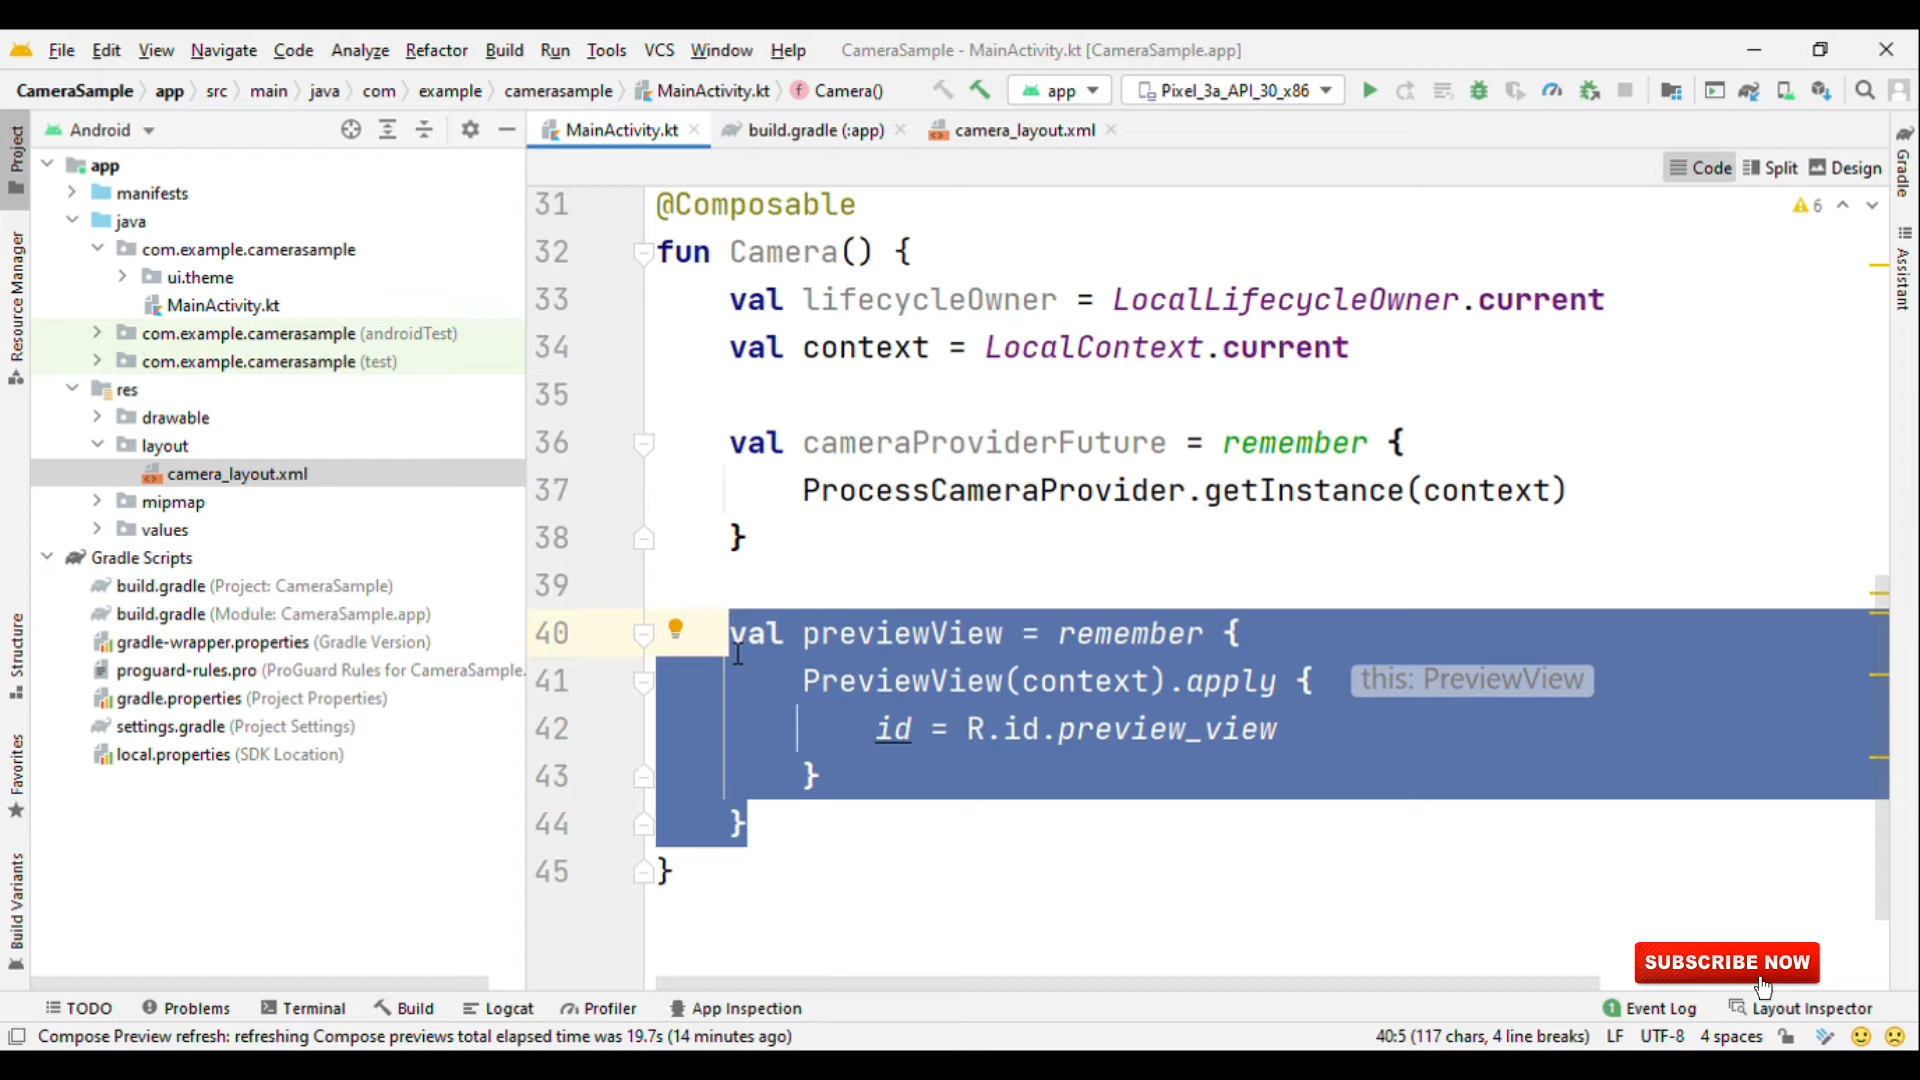 File Edit View Navigate Code Analyze Refactor Build Run Tools VCS Window Help CameraSample - MainActivity.kt [CameraSample.app]
CameraSample app src main java com example camerasample MainActivity.kt Camera() app Pixel_3a_API_30_x86
Project
Resource Manager
Structure
Favorites
Build Variants
Android
app
manifests
java
com.example.camerasample
ui.theme
MainActivity.kt
com.example.camerasample (androidTest)
com.example.camerasample (test)
res
drawable
layout
camera_layout.xml
mipmap
values
Gradle Scripts
build.gradle (Project: CameraSample)
build.gradle (Module: CameraSample.app)
gradle-wrapper.properties (Gradle Version)
proguard-rules.pro (ProGuard Rules for CameraSample.
gradle.properties (Project Properties)
settings.gradle (Project Settings)
local.properties (SDK Location)
MainActivity.kt build.gradle (:app) camera_layout.xml
Code Split Design
6
31 @Composable
32 fun Camera() {
33 val lifecycleOwner = LocalLifecycleOwner.current
34 val context = LocalContext.current
35
36 val cameraProviderFuture = remember {
37 ProcessCameraProvider.getInstance(context)
38 }
39
40 val previewView = remember {
41 PreviewView(context).apply { this: PreviewView
42 id = R.id.preview_view
43 }
44 }
45 }
Gradle
Assistant
SUBSCRIBE NOW
TODO Problems Terminal Build Logcat Profiler App Inspection 1 Event Log Layout Inspector
Compose Preview refresh: refreshing Compose previews total elapsed time was 19.7s (14 minutes ago) 40:5 (117 chars, 4 line breaks) LF UTF-8 4 spaces